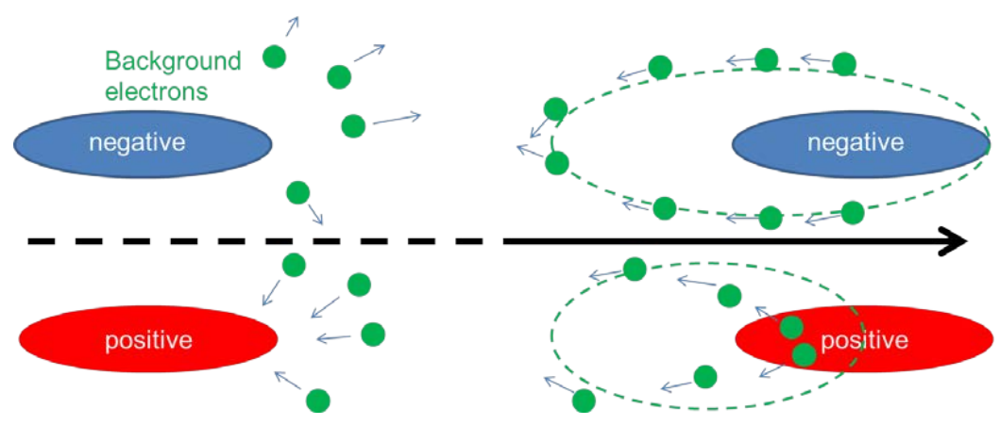 Background
electrons
negative
negative
positive
positive